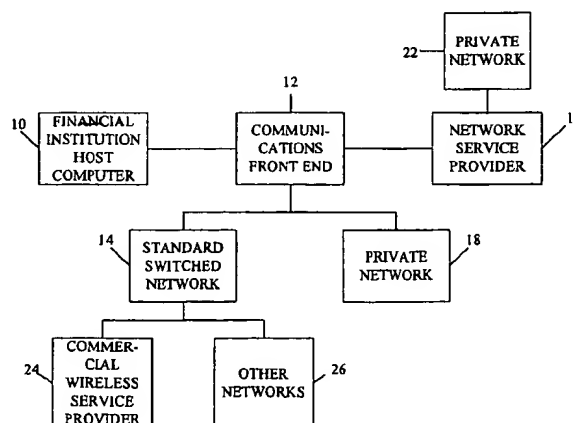 PRIVATE
NETWORK
22
12
10
FINANCIAL
INSTITUTION
HOST
COMPUTER
COMMUNI-
CATIONS
FRONT END
NETWORK
SERVICE
PROVIDER
14
STANDARD
SWITCHED
NETWORK
PRIVATE
NETWORK
18
24
COMMER-
CIAL
WIRELESS
SERVICE
PROVIDER
OTHER
NETWORKS
26